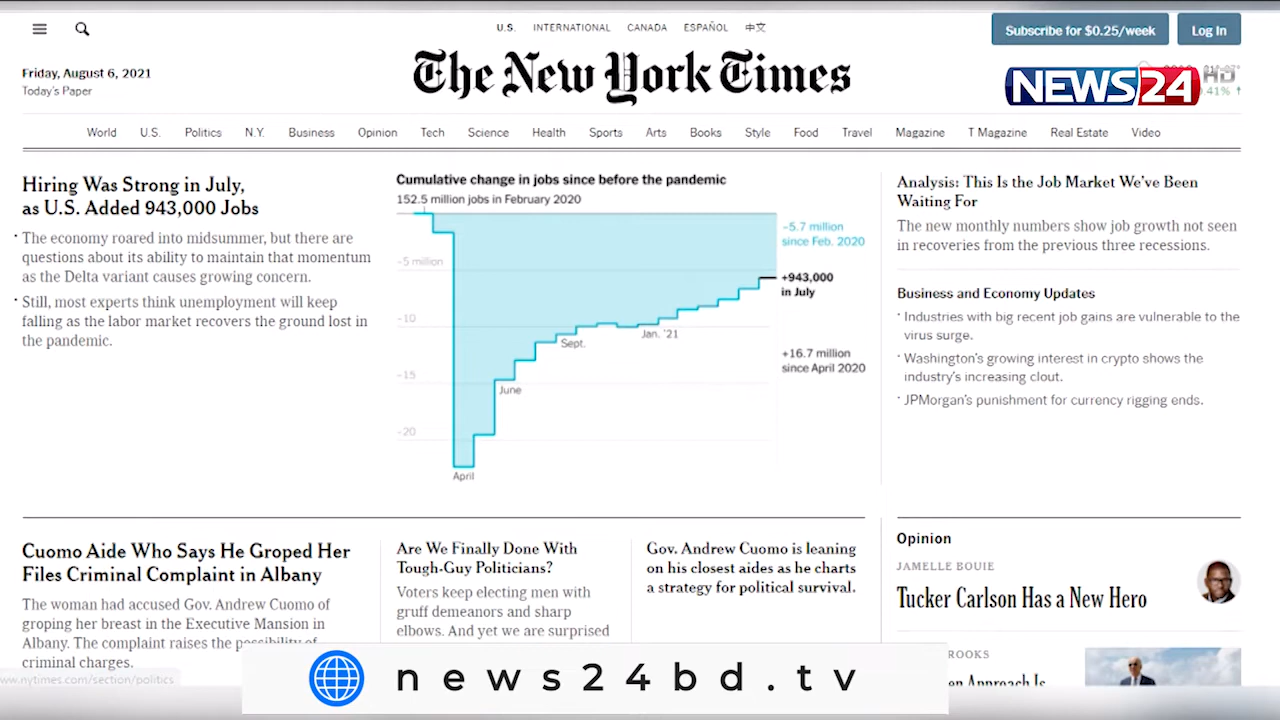 U.S. INTERNATIONAL CANADA ESPAÑOL 中文
Subscribe for $0.25/week
Log In
Friday, August 6, 2021
Today's Paper
The New York Times
NEWS24
HD
World U.S. Politics N.Y. Business Opinion Tech Science Health Sports Arts Books Style Food Travel Magazine T Magazine Real Estate Video
Hiring Was Strong in July,
as U.S. Added 943,000 Jobs
The economy roared into midsummer, but there are
questions about its ability to maintain that momentum
as the Delta variant causes growing concern.
Still, most experts think unemployment will keep
falling as the labor market recovers the ground lost in
the pandemic.
Cumulative change in jobs since before the pandemic
152.5 million jobs in February 2020
–5.7 million
since Feb. 2020
–5 million
+943,000
in July
–10
Sept.
Jan. '21
+16.7 million
since April 2020
–15
June
–20
April
Analysis: This Is the Job Market We've Been
Waiting For
The new monthly numbers show job growth not seen
in recoveries from the previous three recessions.
Business and Economy Updates
Industries with big recent job gains are vulnerable to the
virus surge.
Washington's growing interest in crypto shows the
industry's increasing clout.
JPMorgan's punishment for currency rigging ends.
Cuomo Aide Who Says He Groped Her
Files Criminal Complaint in Albany
The woman had accused Gov. Andrew Cuomo of
groping her breast in the Executive Mansion in
Albany. The complaint raises the possibility of
criminal charges.
Are We Finally Done With
Tough-Guy Politicians?
Voters keep electing men with
gruff demeanors and sharp
elbows. And yet we are surprised
Gov. Andrew Cuomo is leaning
on his closest aides as he charts
a strategy for political survival.
Opinion
JAMELLE BOUIE
Tucker Carlson Has a New Hero
www.nytimes.com/section/politics
news24bd.tv